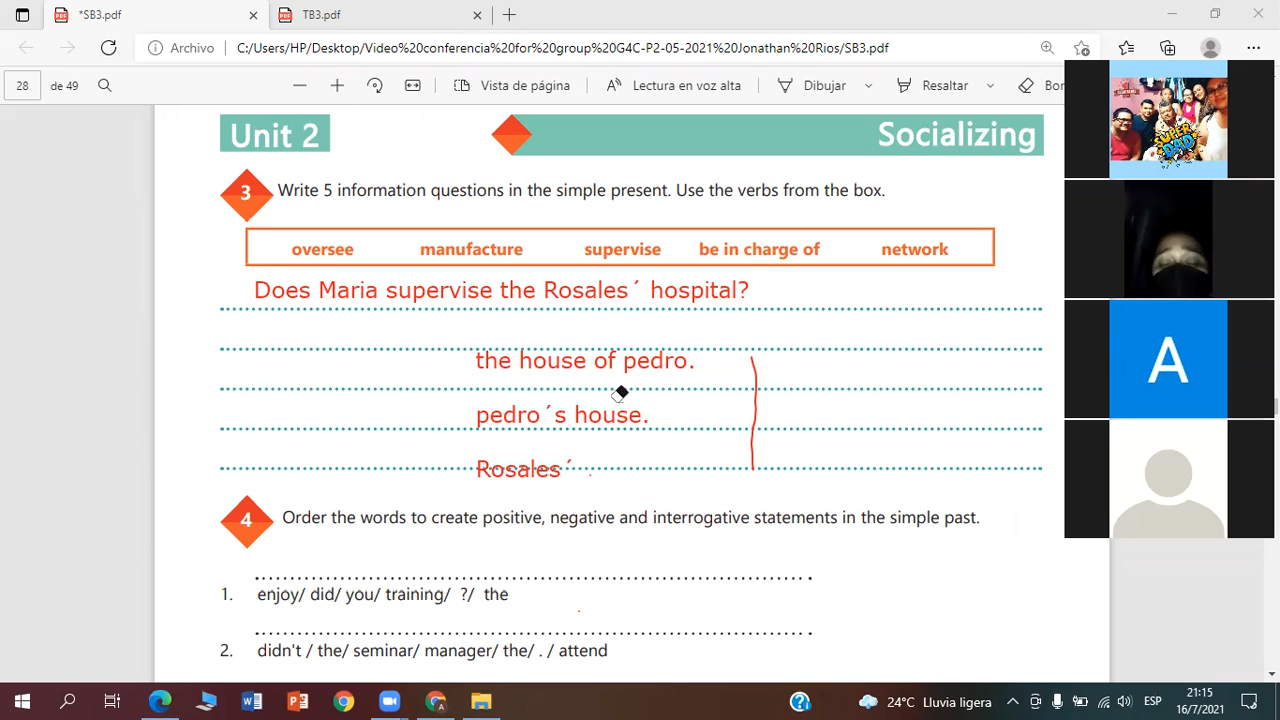 *SB3.pdf
TB3.pdf
Archivo C:/Users/HP/Desktop/Video%20conferencia%20for%20group%20G4C-P2-05-2021%20Jonathan%20Rios/SB3.pdf
28 de 49 Vista de página Lectura en voz alta Dibujar Resaltar Bor
Unit 2 Socializing
3 Write 5 information questions in the simple present. Use the verbs from the box.
oversee manufacture supervise be in charge of network
Does Maria supervise the Rosales´ hospital?
the house of pedro.
pedro´s house.
Rosales´
4 Order the words to create positive, negative and interrogative statements in the simple past.
1. enjoy/ did/ you/ training/ ?/ the
2. didn't / the/ seminar/ manager/ the/ . / attend
SUPER DAD
A
24°C Lluvia ligera ESP 21:15
16/7/2021